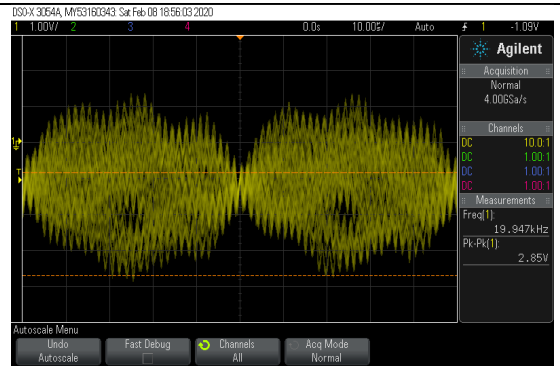 DSO-X 3054A, MY53160343: Sat Feb 08 18:56:03 2020
1 1.00V/ 2 3 4 0.0s 10.00%/ Auto 1 -1.09V
Agilent
Acquisition
Normal
4.00GSa/s
Channels
DC 10.0:1
DC 1.00:1
DC 1.00:1
DC 1.00:1
Measurements
Freq(1):
19.947kHz
Pk-Pk(1):
2.85V
1
T
Autoscale Menu
Undo
Autoscale
Fast Debug
Channels
All
Acq Mode
Normal